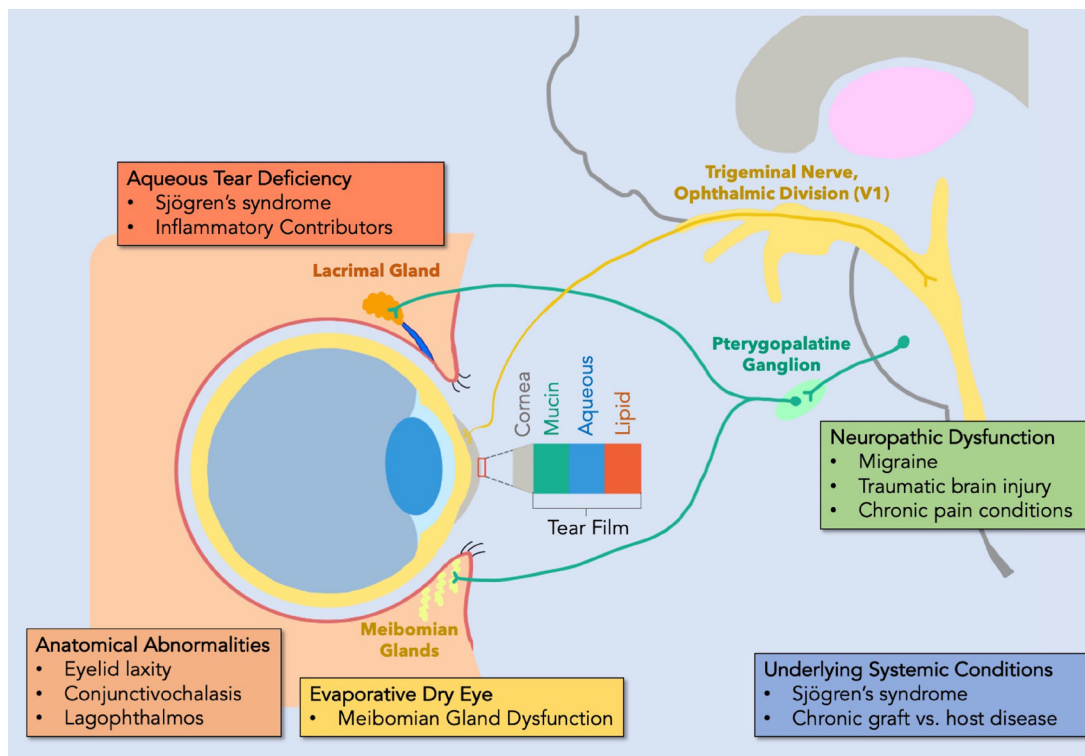 Aqueous Tear Deficiency
• Sjögren's syndrome
• Inflammatory Contributors
Trigeminal Nerve,
Ophthalmic Division (V1)
Lacrimal Gland
Pterygopalatine
Ganglion
Cornea
Mucin
Aqueous
Lipid
Tear Film
Neuropathic Dysfunction
• Migraine
• Traumatic brain injury
• Chronic pain conditions
Meibomian
Glands
Anatomical Abnormalities
• Eyelid laxity
• Conjunctivochalasis
• Lagophthalmos
Evaporative Dry Eye
• Meibomian Gland Dysfunction
Underlying Systemic Conditions
• Sjögren's syndrome
• Chronic graft vs. host disease